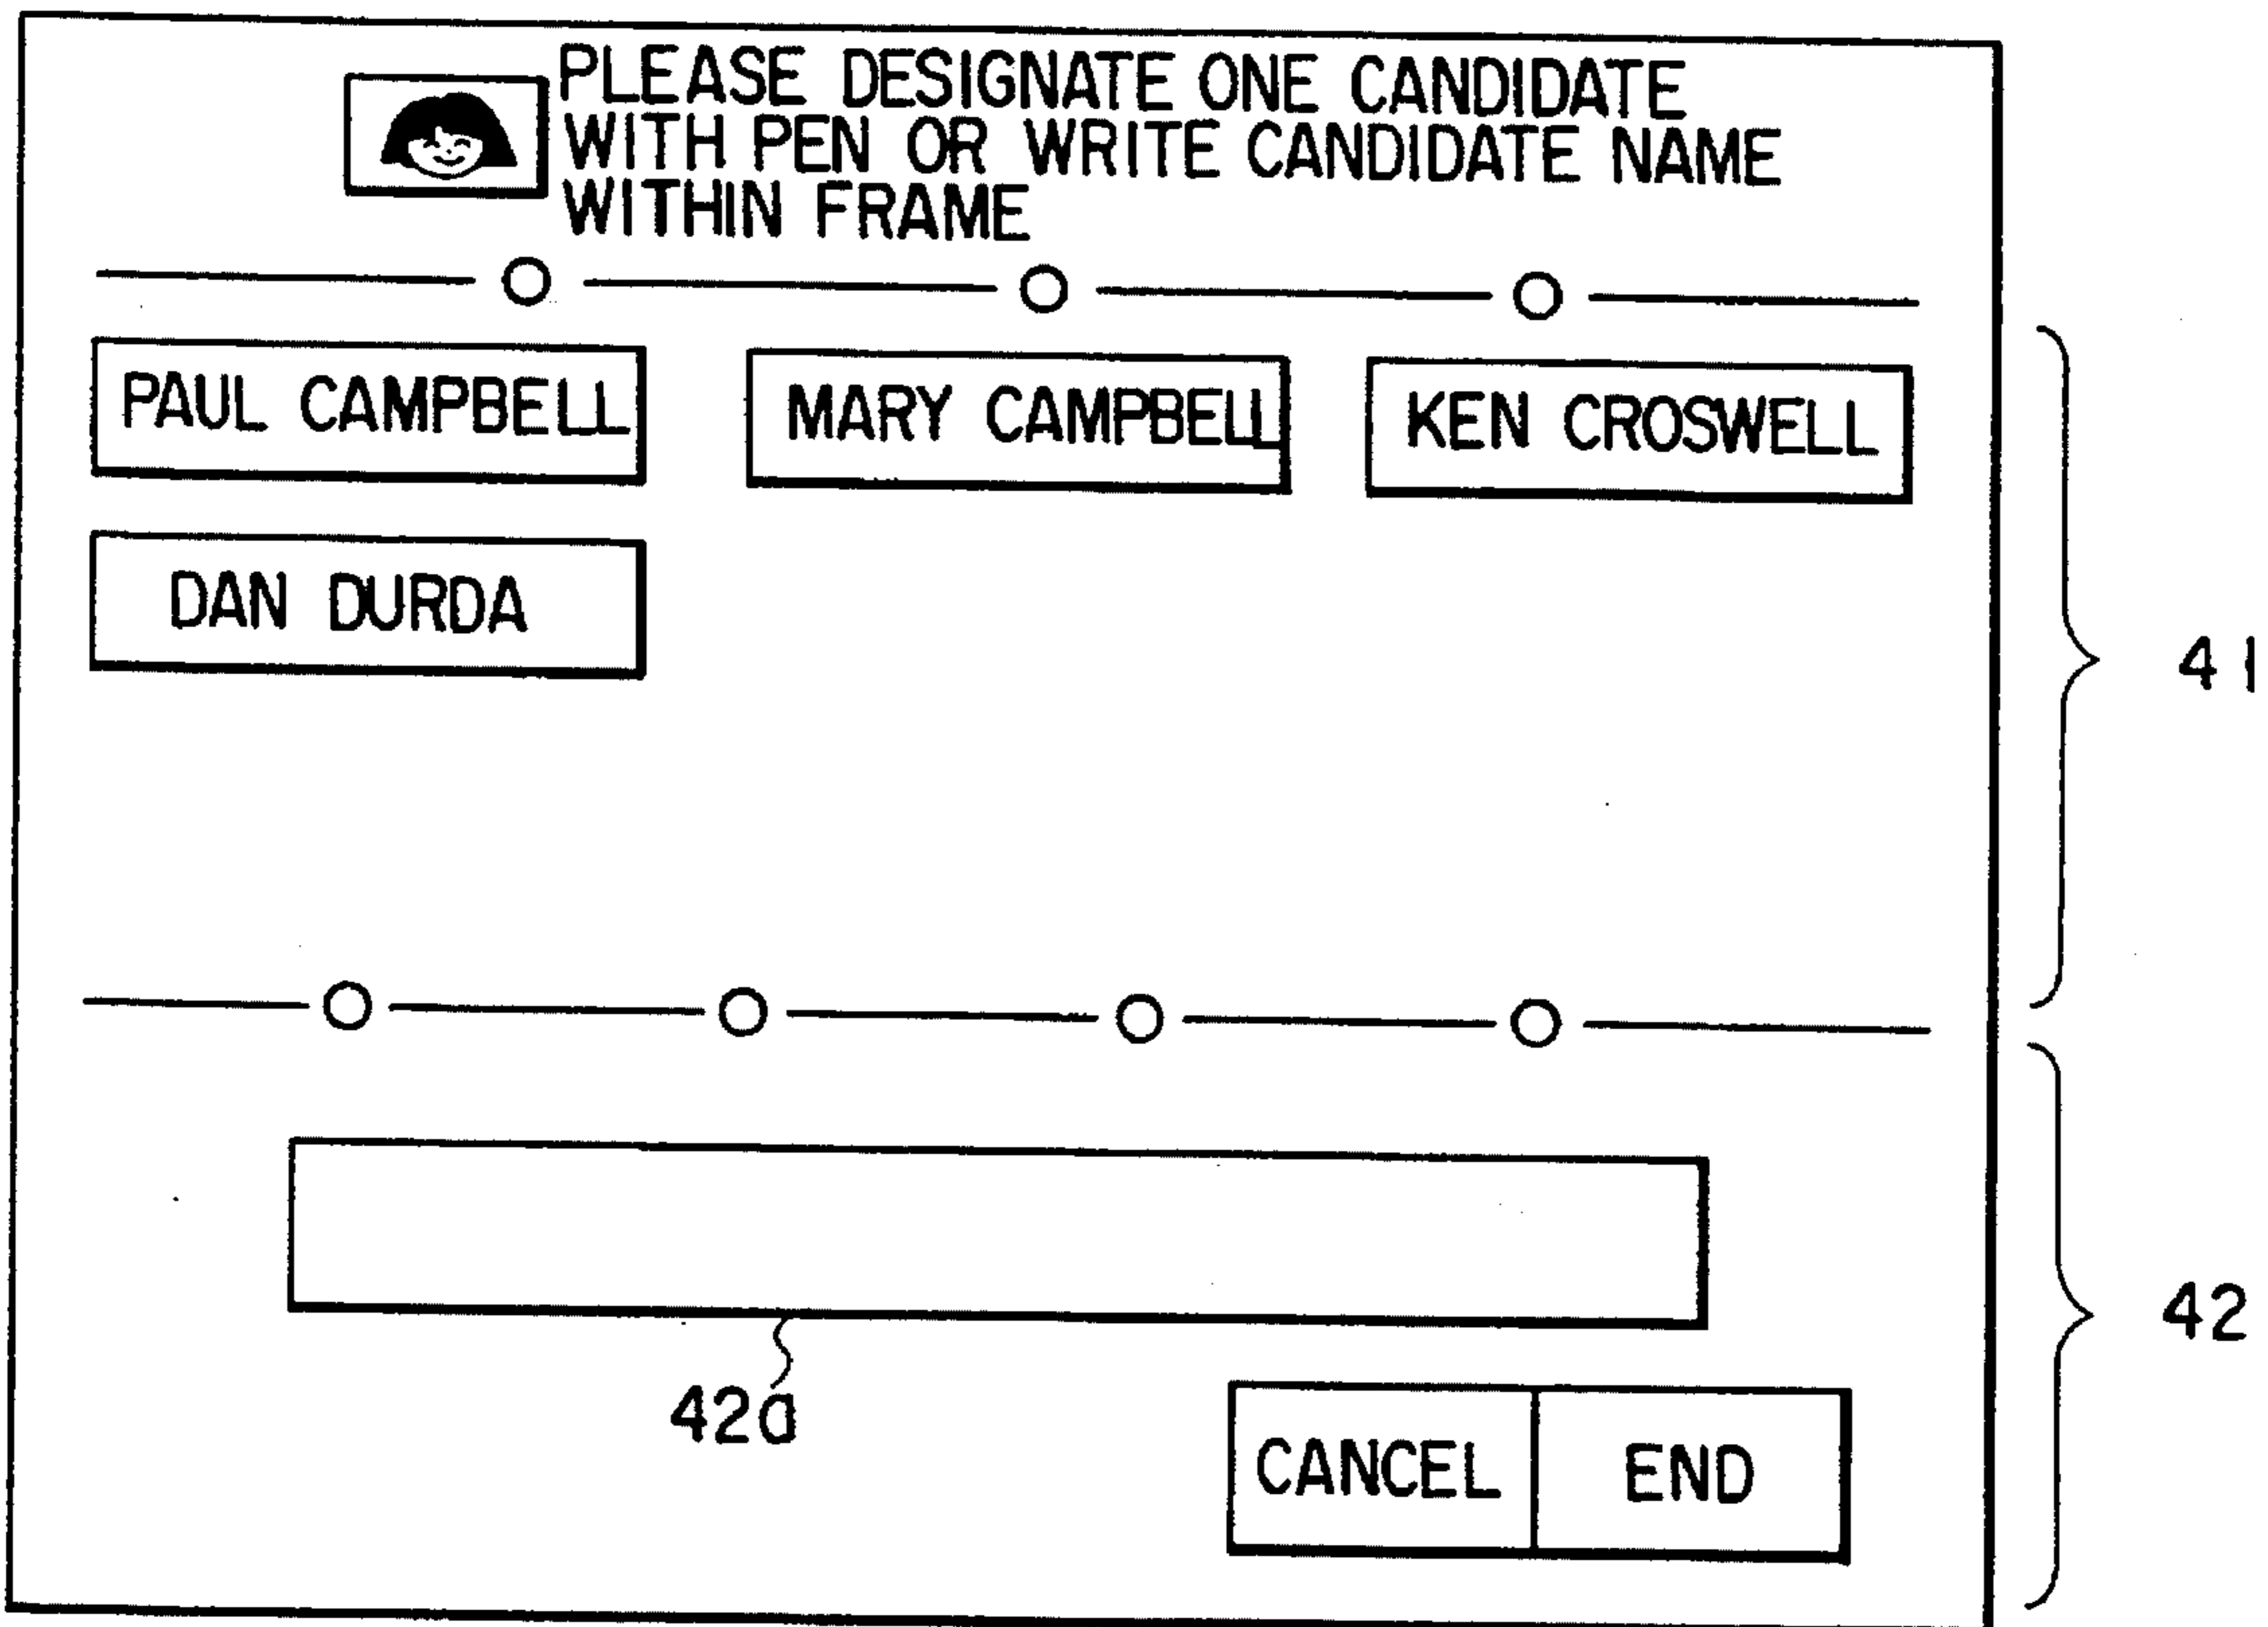 PLEASE DESIGNATE ONE CANDIDATE
WITH PEN OR WRITE CANDIDATE NAME
WITHIN FRAME
PAUL CAMPBELL
MARY CAMPBELL
KEN CROSWELL
DAN DURDA
41
42
42a
CANCEL
END